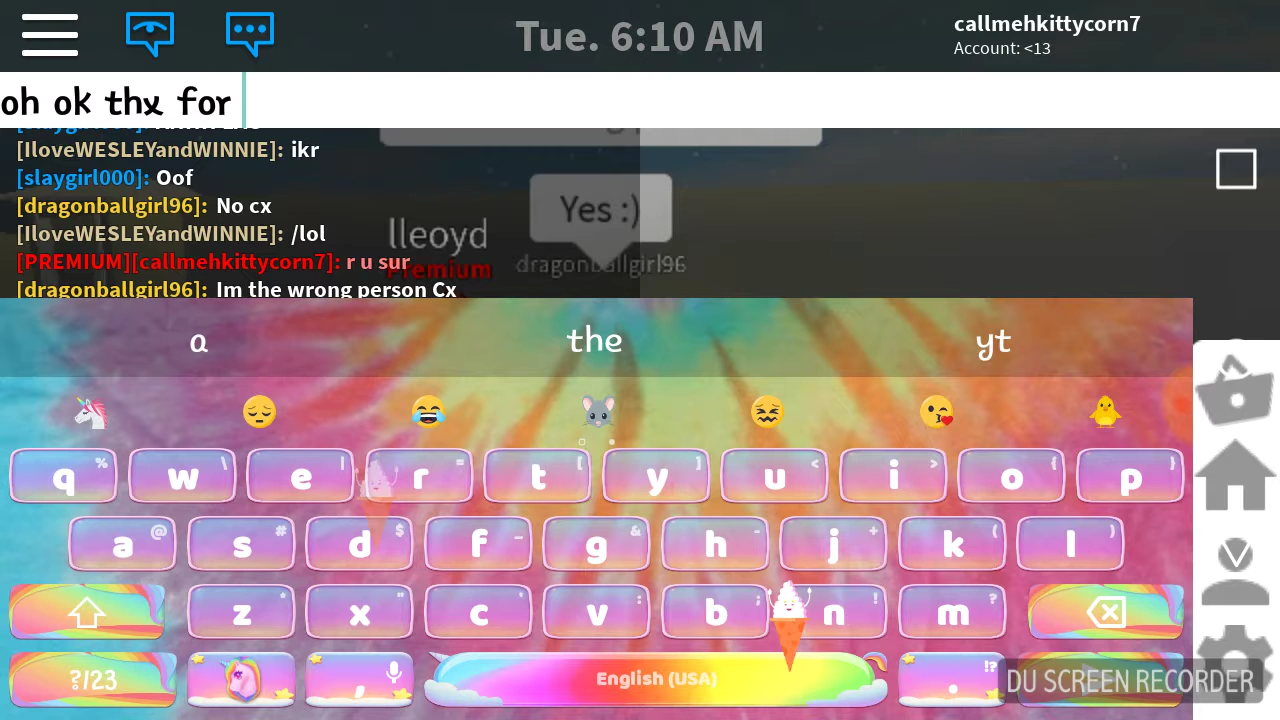 Tue. 6:10 AM
callmehkittycorn7
Account: <13
oh ok thx for
[IloveWESLEYandWINNIE]: ikr
[slaygirl000]: Oof
[dragonballgirl96]: No cx
[IloveWESLEYandWINNIE]: /lol
[PREMIUM][callmehkittycorn7]: r u sur
[dragonballgirl96]: Im the wrong person Cx
Yes :)
lleoyd
Premium
dragonballgirl96
a the yt
q % w \ e | r = t [ y ] u < i > o { p }
a @ s # d $ f _ g & h - j + k ( l )
z * x " c ' v : b ; n ! m ?
?123 , English (USA) . !?
DU SCREEN RECORDER